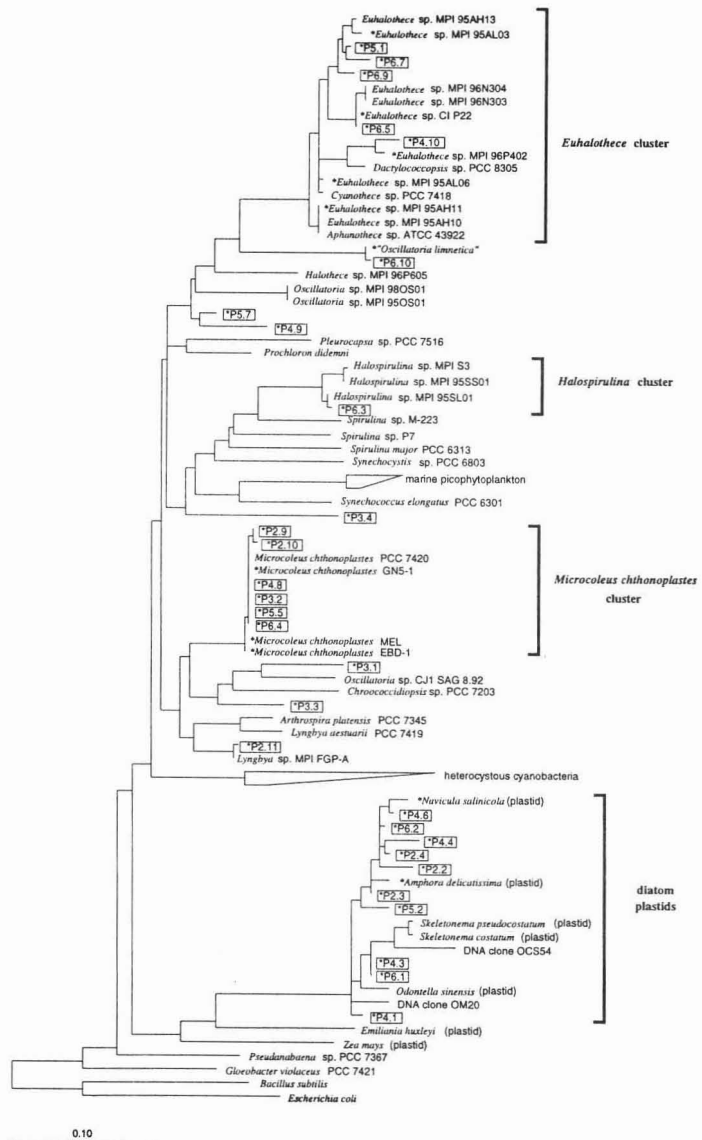 Euhalothece sp. MPI 95AH13
*Euhalothece sp. MPI 95AL03
*P5.1
*P6.7
*P6.9
Euhalothece sp. MPI 96N304
Euhalothece sp. MPI 96N303
*Euhalothece sp. CI P22
*P6.5
*P4.10
Euhalothece cluster
*Euhalothece sp. MPI 96P402
Dactylococcopsis sp. PCC 8305
*Euhalothece sp. MPI 95AL06
Cyanothece sp. PCC 7418
*Euhalothece sp. MPI 95AH11
Euhalothece sp. MPI 95AH10
Aphanothece sp. ATCC 43922
*"Oscillatoria limnetica"
*P6.10
Halothece sp. MPI 96P605
Oscillatoria sp. MPI 98OS01
Oscillatoria sp. MPI 95OS01
*P5.7
*P4.9
Pleurocapsa sp. PCC 7516
Prochloron didemni
Halospirulina sp. MPI S3
Halospirulina sp. MPI 95SS01
Halospirulina cluster
Halospirulina sp. MPI 95SL01
*P6.3
Spirulina sp. M-223
Spirulina sp. P7
Spirulina major PCC 6313
Synechocystis sp. PCC 6803
marine picophytoplankton
Synechococcus elongatus PCC 6301
*P3.4
*P2.9
*P2.10
Microcoleus chthonoplastes PCC 7420
*Microcoleus chthonoplastes GN5-1
Microcoleus chthonoplastes
cluster
*P4.8
*P3.2
*P5.5
*P6.4
*Microcoleus chthonoplastes MEL
*Microcoleus chthonoplastes EBD-1
*P3.1
Oscillatoria sp. CJ1 SAG 8.92
Chroococcidiopsis sp. PCC 7203
*P3.3
Arthrospira platensis PCC 7345
Lyngbya aestuarii PCC 7419
*P2.11
Lyngbya sp. MPI FGP-A
heterocystous cyanobacteria
*Navicula salinicola (plastid)
*P4.6
*P6.2
*P4.4
*P2.4
*P2.2
*Amphora delicatissima (plastid)
diatom
plastids
*P2.3
*P5.2
Skeletonema pseudocostatum (plastid)
Skeletonema costatum (plastid)
DNA clone OCS54
*P4.3
*P6.1
Odontella sinensis (plastid)
DNA clone OM20
*P4.1
Emiliania huxleyi (plastid)
Zea mays (plastid)
Pseudanabaena sp. PCC 7367
Gloeobacter violaceus PCC 7421
Bacillus subtilis
Escherichia coli
0.10